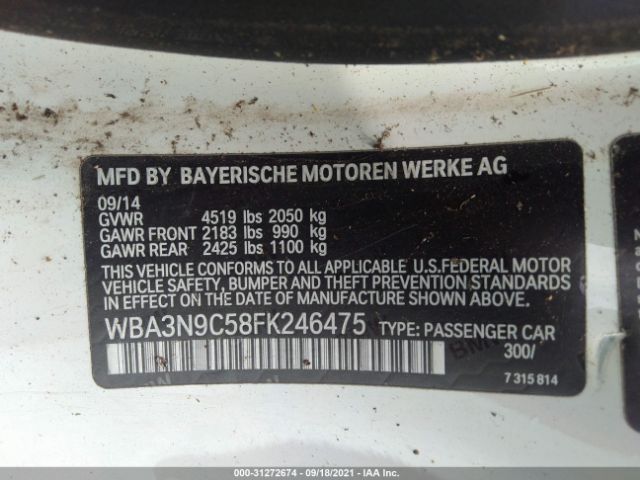 MFD BY BAYERISCHE MOTOREN WERKE AG
09/14
GVWR 4519 lbs 2050 kg
GAWR FRONT 2183 lbs 990 kg
GAWR REAR 2425 lbs 1100 kg
THIS VEHICLE CONFORMS TO ALL APPLICABLE U.S.FEDERAL MOTOR
VEHICLE SAFETY, BUMPER AND THEFT PREVENTION STANDARDS
IN EFFECT ON THE DATE OF MANUFACTURE SHOWN ABOVE.
WBA3N9C58FK246475 TYPE: PASSENGER CAR
300/
7 315 814
000-31272674 - 09/18/2021 - IAA Inc.